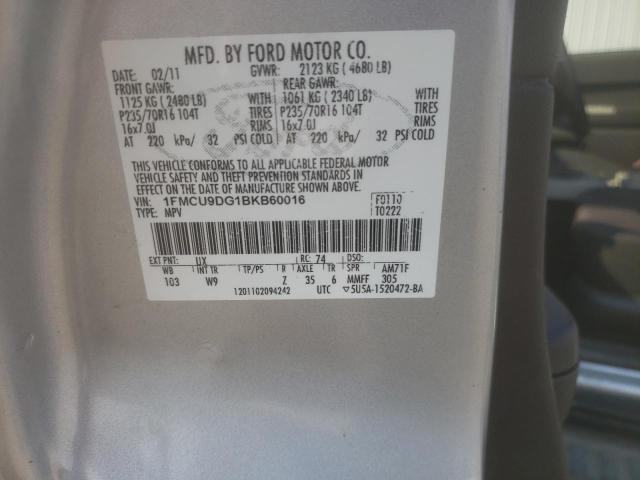 MFD. BY FORD MOTOR CO.
DATE: 02/11 GVWR: 2123 KG ( 4680 LB)
FRONT GAWR: REAR GAWR:
1125 KG ( 2480 LB) WITH 1061 KG ( 2340 LB) WITH
P235/70R16 104T TIRES P235/70R16 104T TIRES
16x7.0J RIMS 16x7.0J RIMS
AT 220 kPa/ 32 PSI COLD AT 220 kPa/ 32 PSI COLD
THIS VEHICLE CONFORMS TO ALL APPLICABLE FEDERAL MOTOR
VEHICLE SAFETY AND THEFT PREVENTION STANDARDS IN
EFFECT ON THE DATE OF MANUFACTURE SHOWN ABOVE.
VIN: 1FMCU9DG1BKB60016 F0110
TYPE: MPV T0222
EXT PNT: UX RC: 74 DSO:
WB INT TR TP/PS R AXLE TR SPR AM71F
103 W9 Z 35 6 MMFF 305
1201102094242 UTC ▽5U5A-1520472-BA